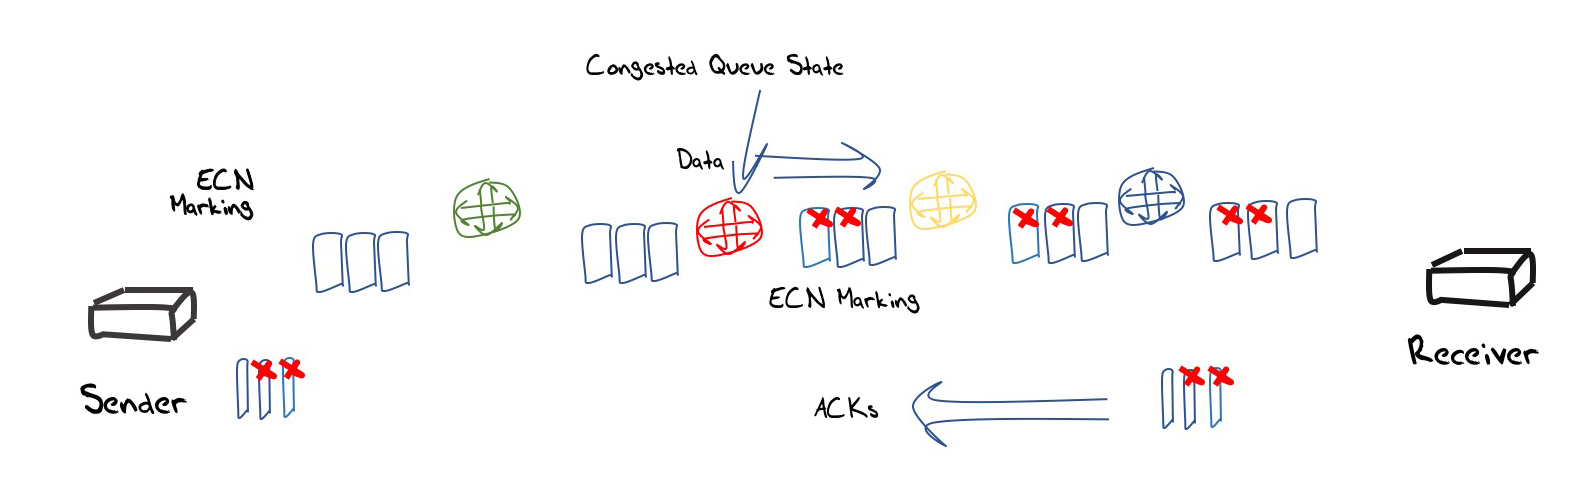 Congested Queue State
Data
ECN
Marking
ECN Marking
Sender
Receiver
ACKs